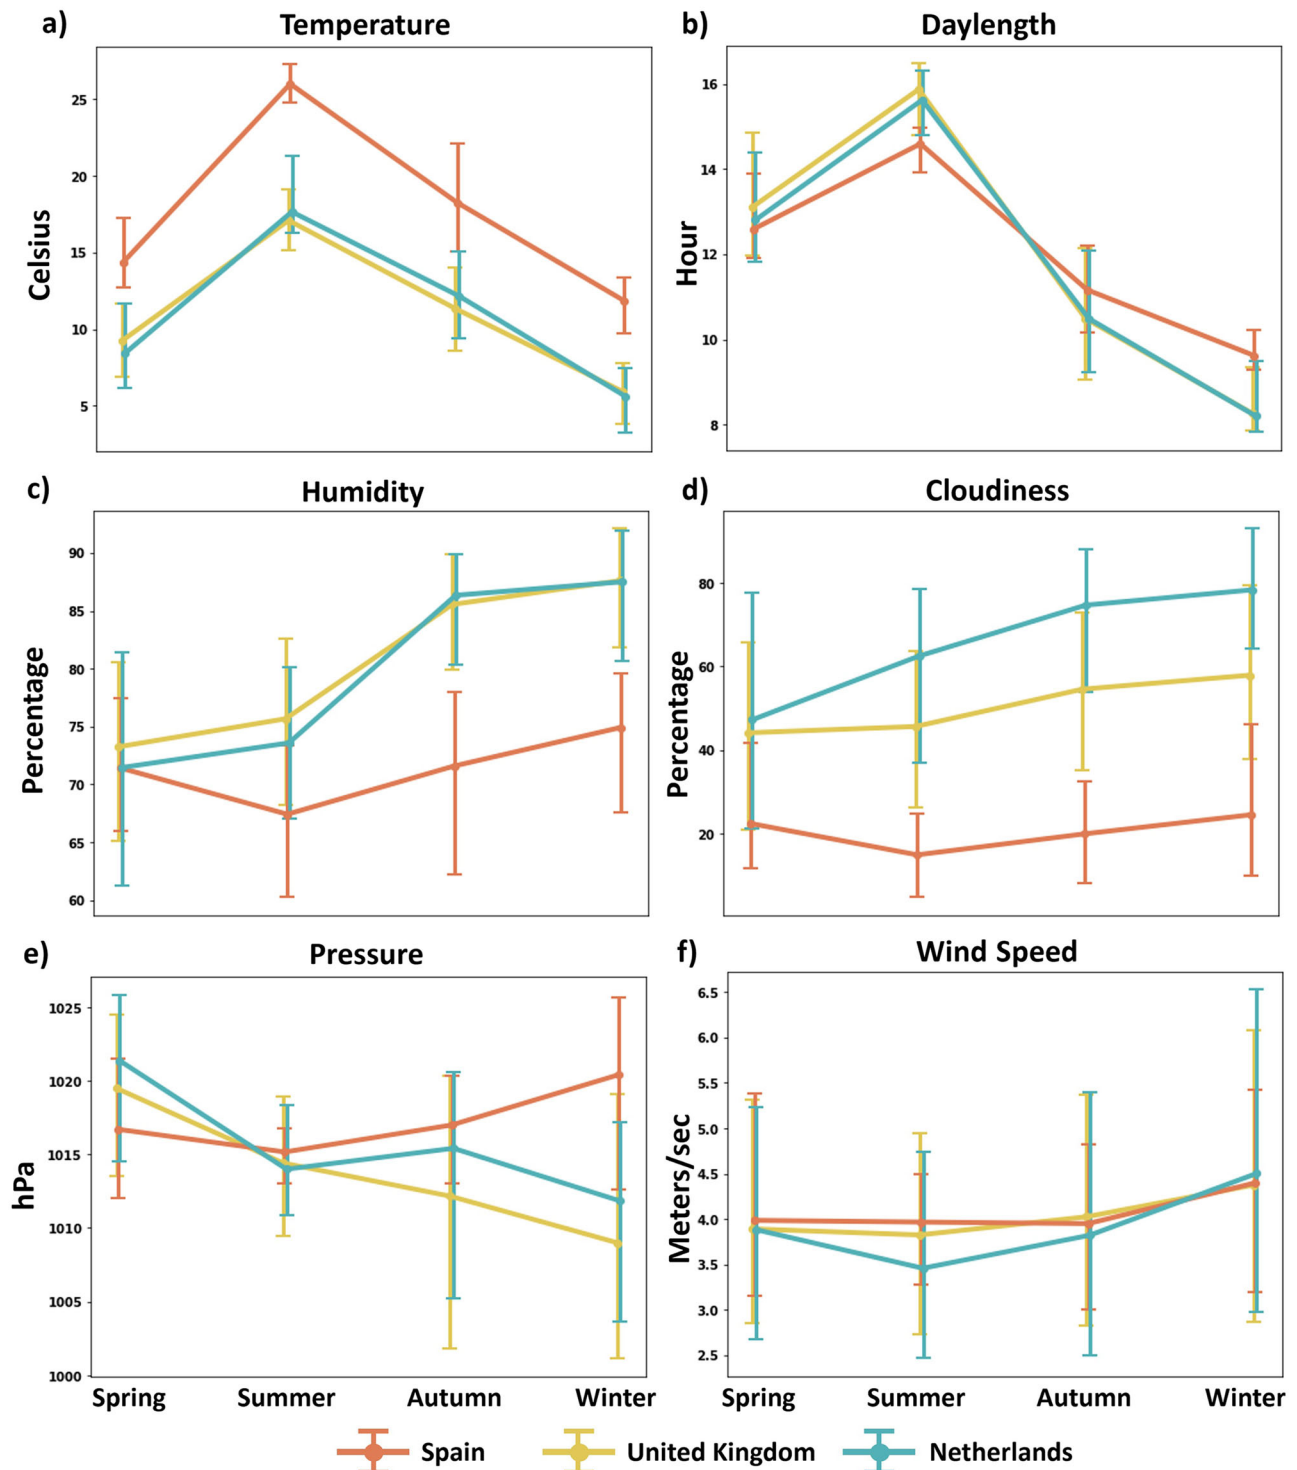 a) Temperature
b) Daylength
Celsius
25
20
15
10
5
Hour
16
14
12
10
8
c) Humidity
d) Cloudiness
Percentage
90
85
80
75
70
65
60
Percentage
80
60
40
20
e) Pressure
f) Wind Speed
hPa
1025
1020
1015
1010
1005
1000
Meters/sec
6.5
6.0
5.5
5.0
4.5
4.0
3.5
3.0
2.5
Spring Summer Autumn Winter
Spring Summer Autumn Winter
Spain United Kingdom Netherlands